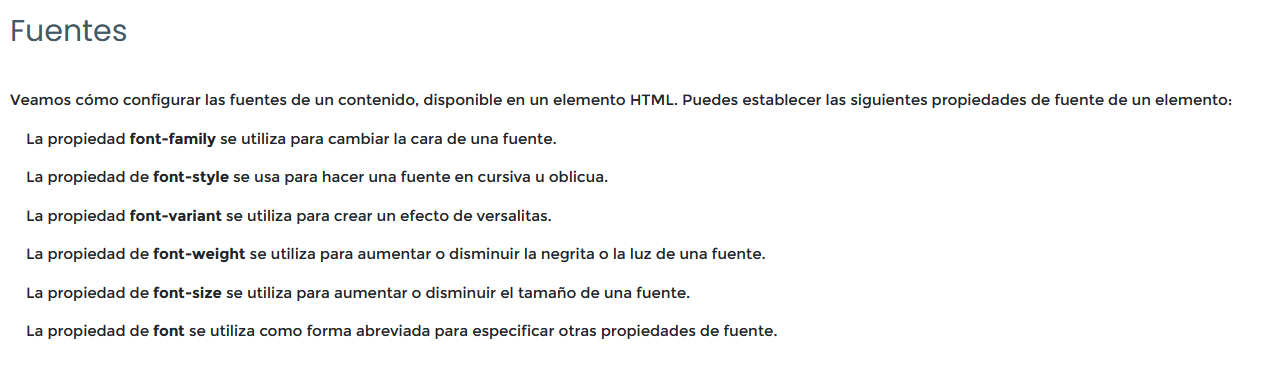 Fuentes
Veamos cómo configurar las fuentes de un contenido, disponible en un elemento HTML. Puedes establecer las siguientes propiedades de fuente de un elemento:
La propiedad font-family se utiliza para cambiar la cara de una fuente.
La propiedad de font-style se usa para hacer una fuente en cursiva u oblicua.
La propiedad font-variant se utiliza para crear un efecto de versalitas.
La propiedad de font-weight se utiliza para aumentar o disminuir la negrita o la luz de una fuente.
La propiedad de font-size se utiliza para aumentar o disminuir el tamaño de una fuente.
La propiedad de font se utiliza como forma abreviada para especificar otras propiedades de fuente.